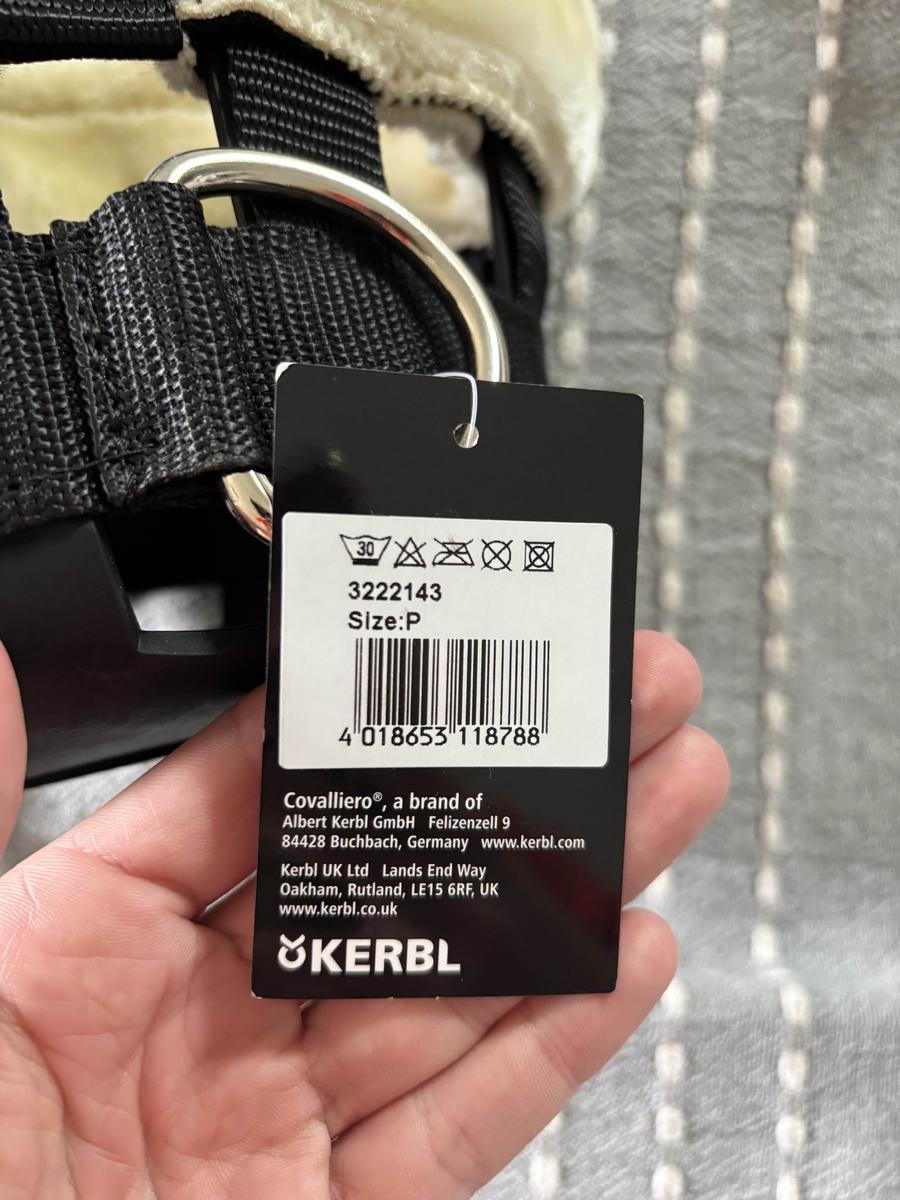 30
3222143
Size:P
4 018653 118788
Covalliero®, a brand of
Albert Kerbl GmbH Felizenzell 9
84428 Buchbach, Germany www.kerbl.com
Kerbl UK Ltd Lands End Way
Oakham, Rutland, LE15 6RF, UK
www.kerbl.co.uk
KERBL